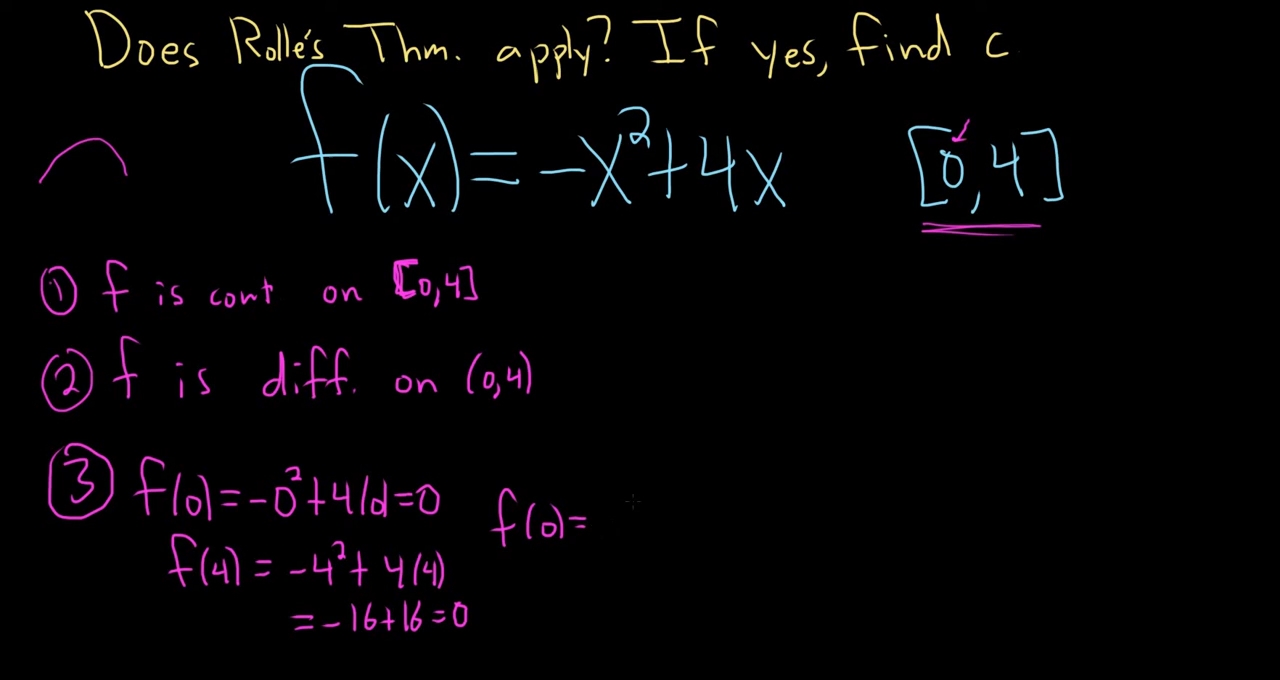 Does Rolle's Thm. apply? If yes, find c
f(x) = -x² + 4x [0,4]
① f is cont on [0,4]
② f is diff. on (0,4)
③ f(0) = -0² + 4(0) = 0 f(0) =
f(4) = -4² + 4(4)
= -16 + 16 = 0